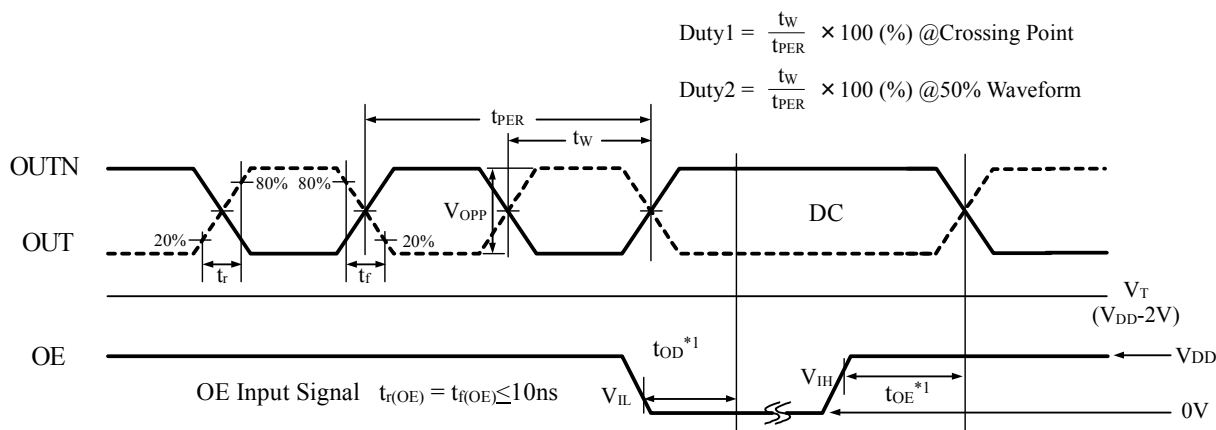 Duty1 = tW/tPER × 100 (%) @Crossing Point
Duty2 = tW/tPER × 100 (%) @50% Waveform
tPER
tW
OUTN
80% 80%
VOPP
DC
OUT
20% 20%
tr tf
VT
(VDD-2V)
OE
tOD*1
VDD
VIH
OE Input Signal tr(OE) = tf(OE)≤10ns
VIL
tOE*1
0V